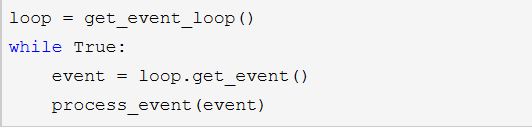 loop = get_event_loop()
while True:
    event = loop.get_event()
    process_event(event)